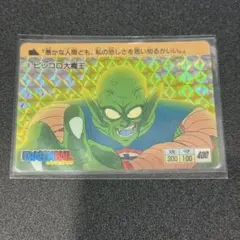 「愚かな人間ども、私の恐しさを思い知るがいい。」
ピッコロ大魔王
DRAGON BALL
300 100 400